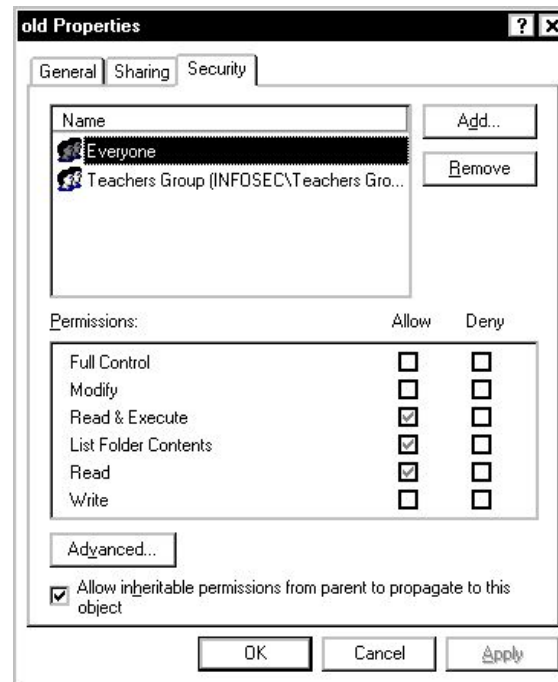 old Properties
General
Sharing
Security
Name
Add...
Everyone
Remove
Teachers Group (INFOSEC\Teachers Gro...
Permissions:
Allow
Deny
Full Control
Modify
Read & Execute
List Folder Contents
Read
Write
Advanced...
Allow inheritable permissions from parent to propagate to this
object
OK
Cancel
Apply